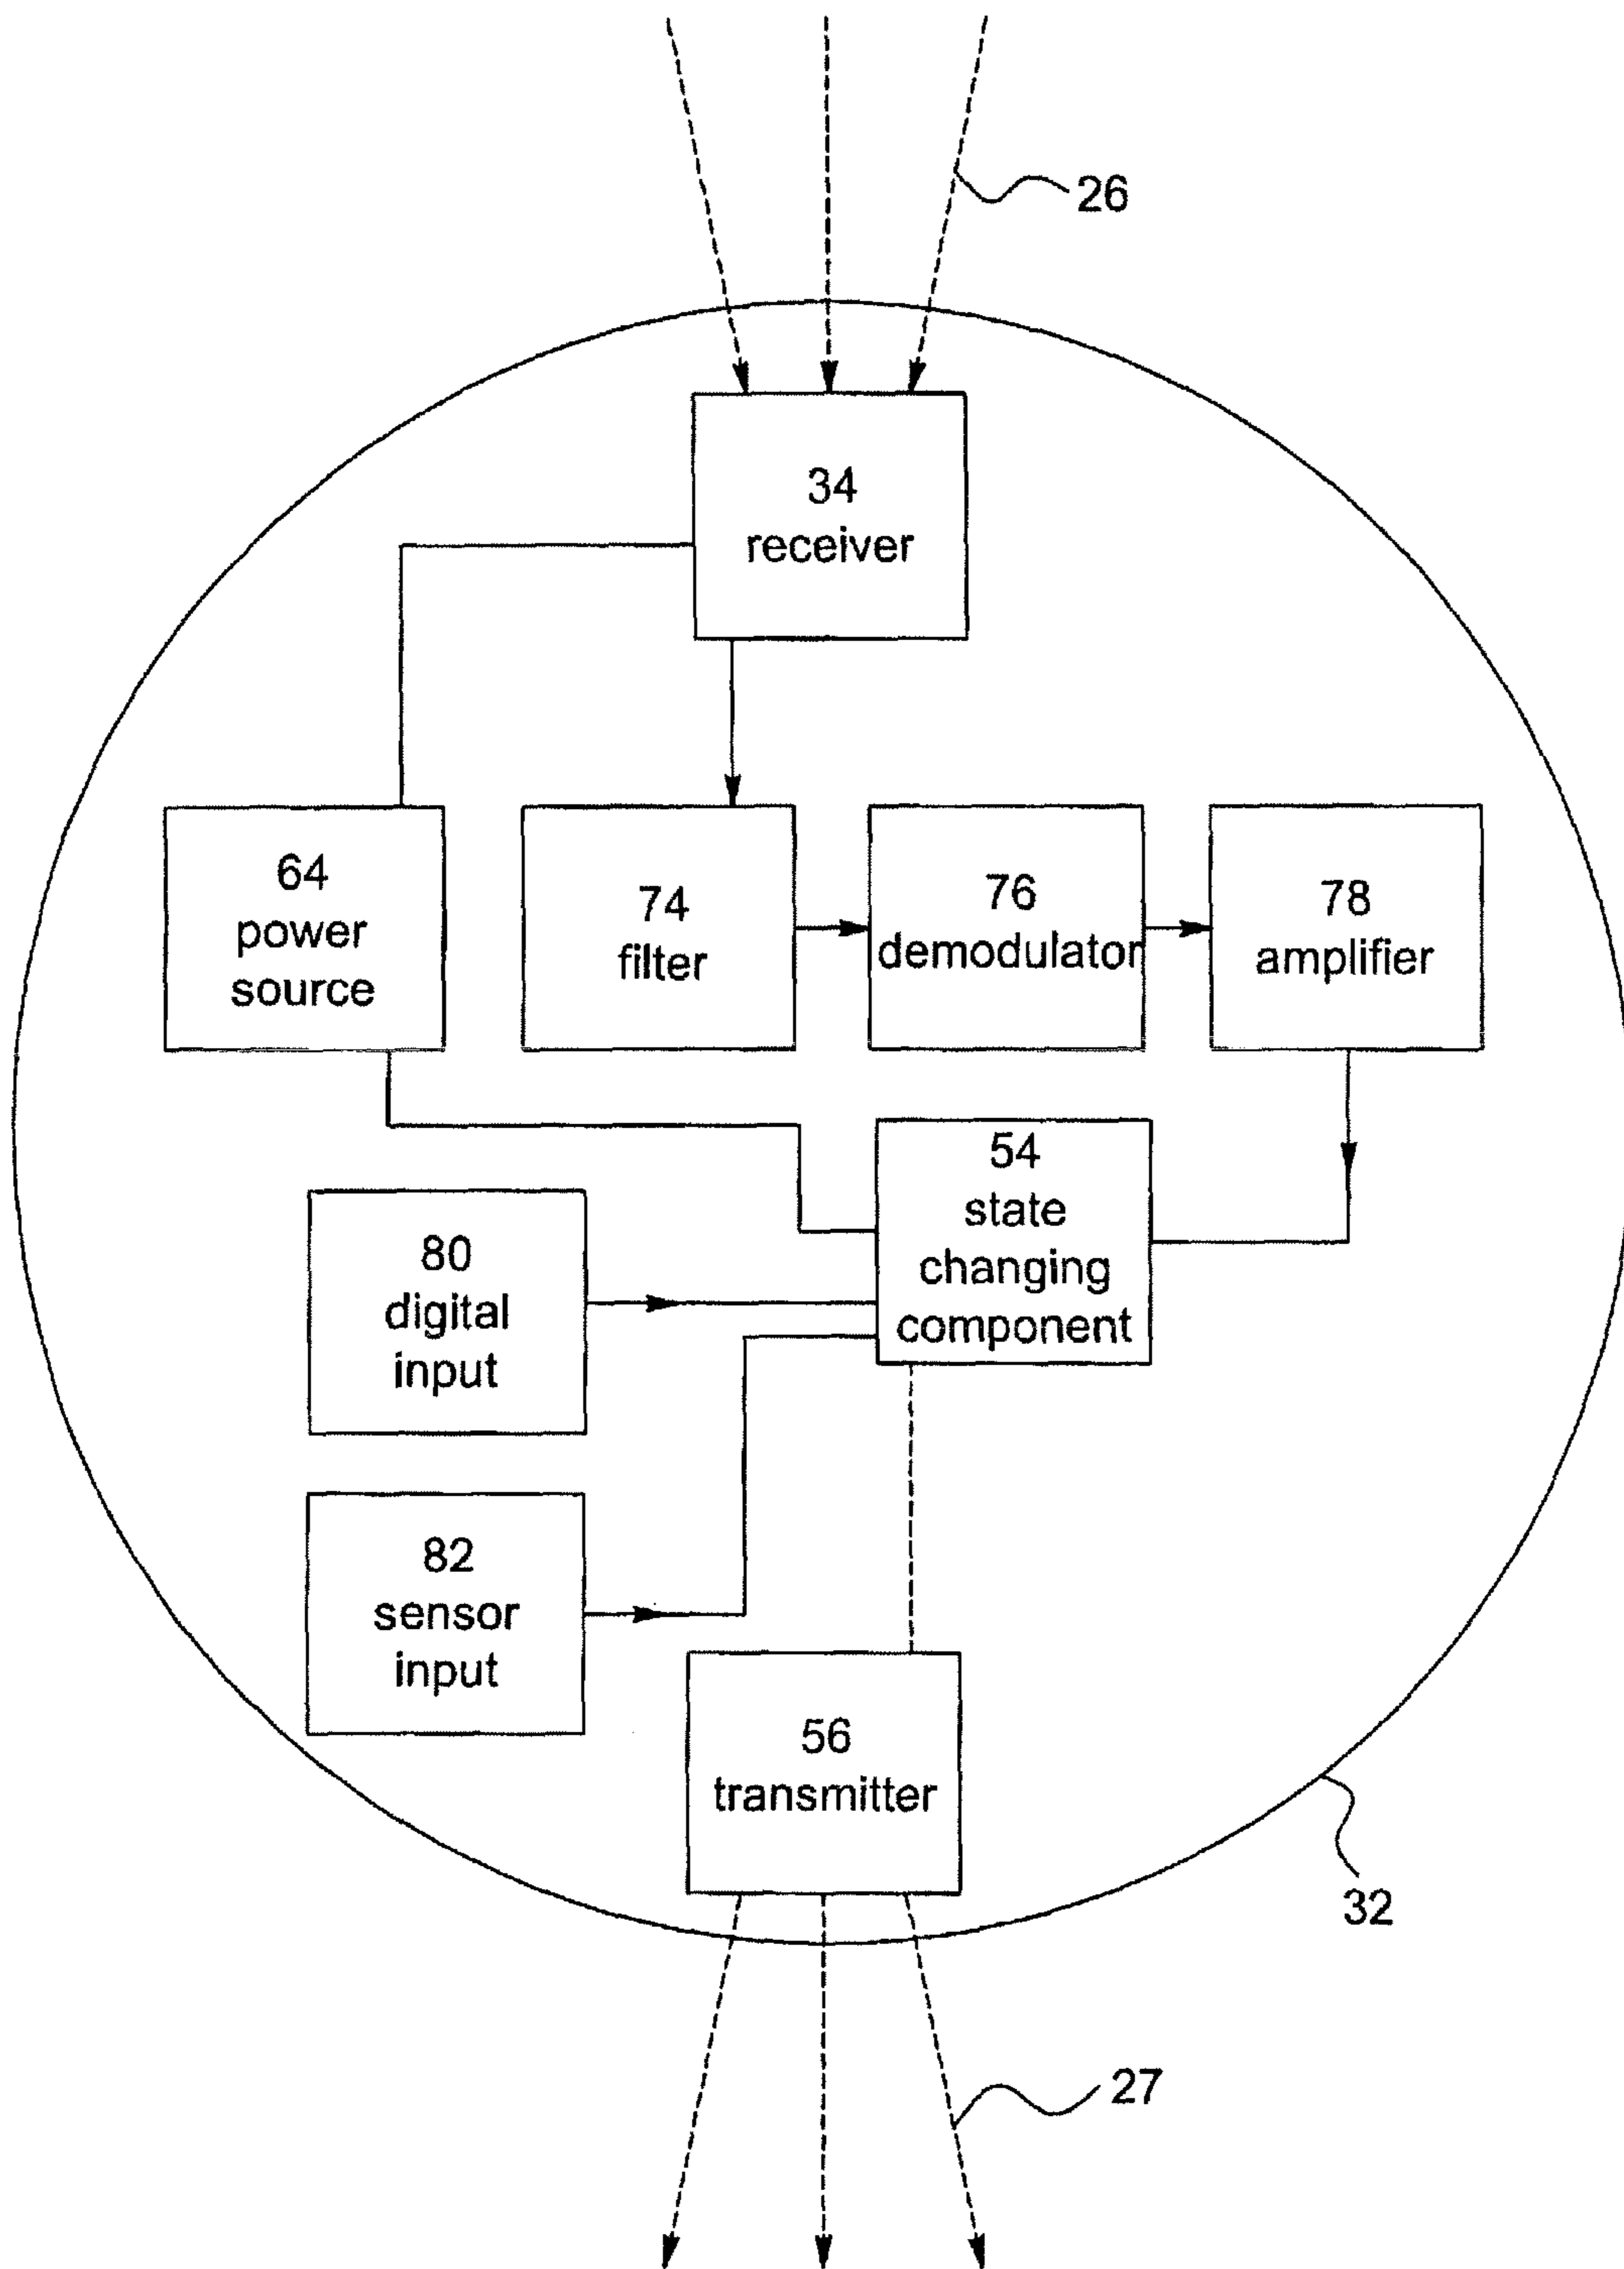 26
34
receiver
64
power
source
74
filter
76
demodulator
78
amplifier
54
state
changing
component
80
digital
input
82
sensor
input
56
transmitter
32
27